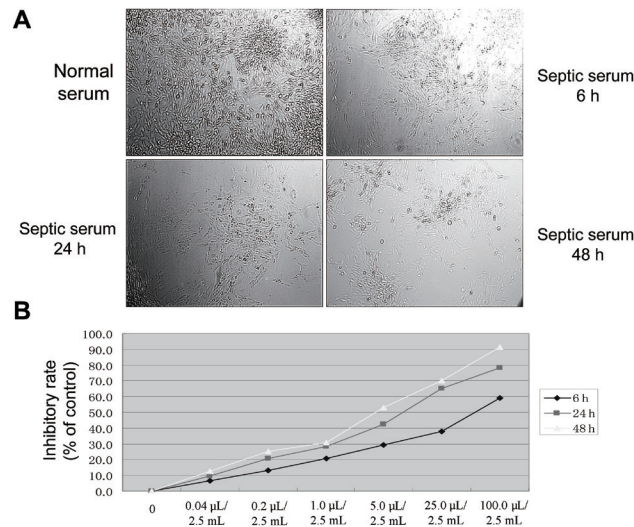 A
Normal
serum
Septic serum
6 h
Septic serum
24 h
Septic serum
48 h
B
Inhibitory rate
(% of control)
100.0
90.0
80.0
70.0
60.0
50.0
40.0
30.0
20.0
10.0
0.0
0
0.04 µL/
2.5 mL
0.2 µL/
2.5 mL
1.0 µL/
2.5 mL
5.0 µL/
2.5 mL
25.0 µL/
2.5 mL
100.0 µL/
2.5 mL
6 h
24 h
48 h